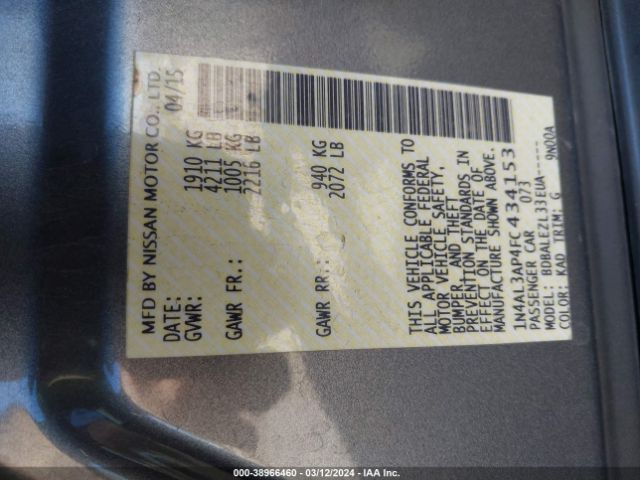 MFD BY NISSAN MOTOR CO., LTD.
DATE: 04/15
GVWR: 1910 KG
4211 LB
GAWR FR.: 1005 KG
2216 LB
GAWR RR.: 940 KG
2072 LB
THIS VEHICLE CONFORMS TO
ALL APPLICABLE FEDERAL
MOTOR VEHICLE SAFETY,
BUMPER, AND THEFT
PREVENTION STANDARDS IN
EFFECT ON THE DATE OF
MANUFACTURE SHOWN ABOVE.
1N4AL3AP4FC434153
PASSENGER CAR 073
MODEL: BDBALEZL33EUA-----
COLOR: KAD TRIM: G 9N00A
000-38966460 - 03/12/2024 - IAA Inc.